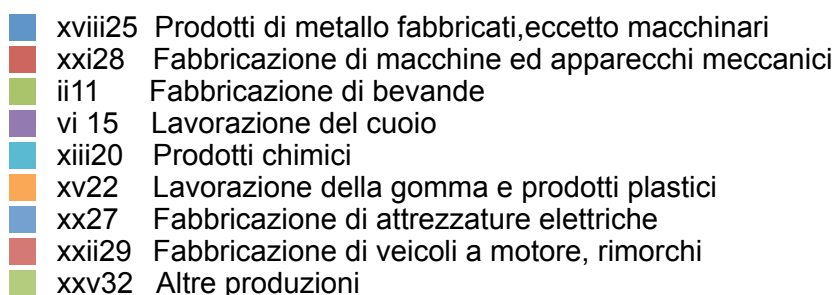 xviii25 Prodotti di metallo fabbricati,eccetto macchinari
xxi28 Fabbricazione di macchine ed apparecchi meccanici
ii11 Fabbricazione di bevande
vi 15 Lavorazione del cuoio
xiii20 Prodotti chimici
xv22 Lavorazione della gomma e prodotti plastici
xx27 Fabbricazione di attrezzature elettriche
xxii29 Fabbricazione di veicoli a motore, rimorchi
xxv32 Altre produzioni